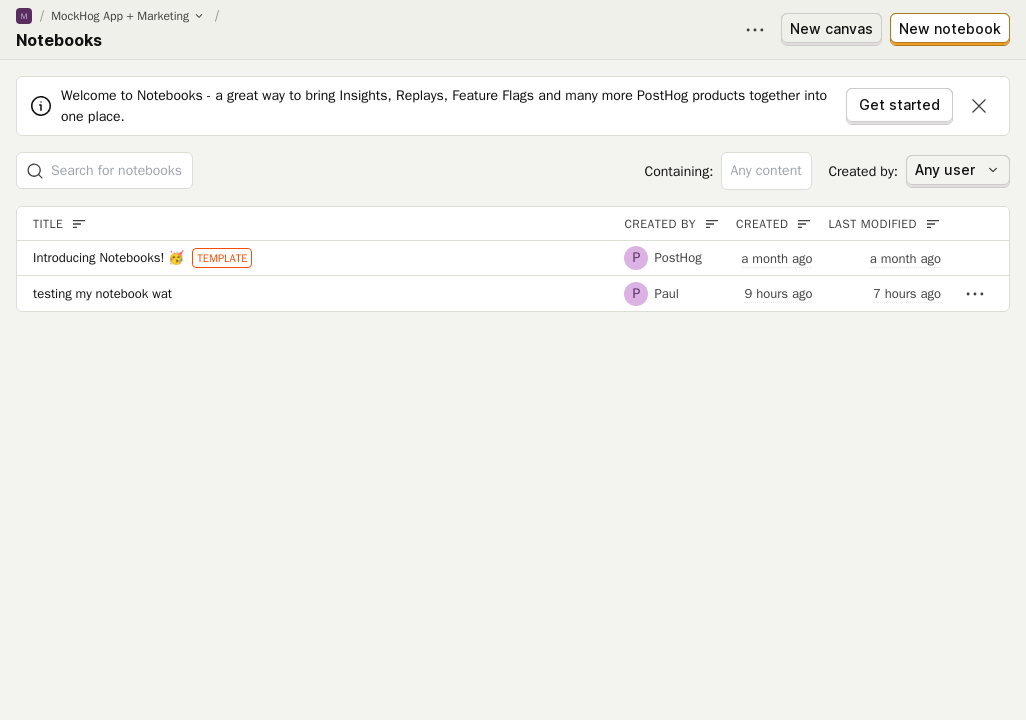 M / MockHog App + Marketing /
Notebooks
New canvas
New notebook
Welcome to Notebooks - a great way to bring Insights, Replays, Feature Flags and many more PostHog products together into
one place.
Get started
Search for notebooks
Containing:
Any content
Created by:
Any user
TITLE CREATED BY CREATED LAST MODIFIED
Introducing Notebooks! 🥳 TEMPLATE P PostHog a month ago a month ago
testing my notebook wat P Paul 9 hours ago 7 hours ago